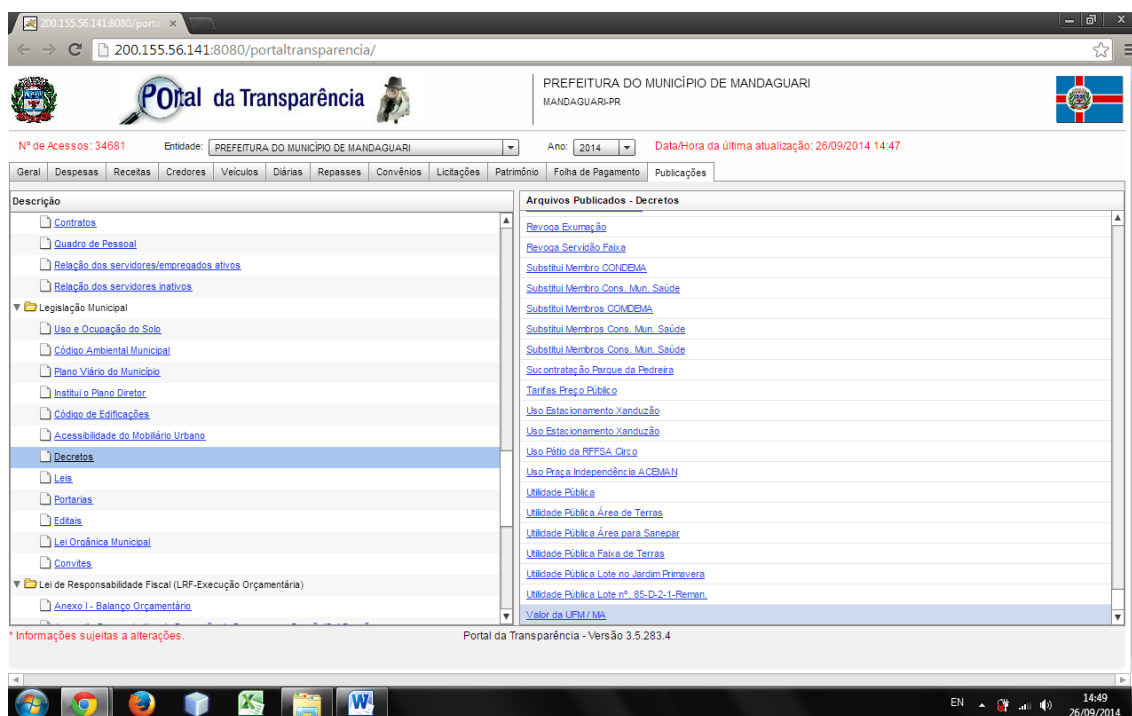 200.155.56.141:8080/porta
200.155.56.141:8080/portaltransparencia/
POrtal da Transparência
PREFEITURA DO MUNICÍPIO DE MANDAGUARI
MANDAGUARI-PR
Nº de Acessos: 34681 Entidade: PREFEITURA DO MUNICÍPIO DE MANDAGUARI Ano: 2014 Data/Hora da última atualização: 26/09/2014 14:47
Geral Despesas Receitas Credores Veículos Diárias Repasses Convênios Licitações Patrimônio Folha de Pagamento Publicações
Descrição
Contratos
Quadro de Pessoal
Relação dos servidores/empregados ativos
Relação dos servidores inativos
Legislação Municipal
Uso e Ocupação do Solo
Código Ambiental Municipal
Plano Viário do Município
Institui o Plano Diretor
Código de Edificações
Acessibilidade do Mobiliário Urbano
Decretos
Leis
Portarias
Editais
Lei Orgânica Municipal
Convites
Lei de Responsabilidade Fiscal (LRF-Execução Orçamentária)
Anexo I - Balanço Orçamentário
Arquivos Publicados - Decretos
Revoga Exumação
Revoga Servidão Faixa
Substitui Membro CONDEMA
Substitui Membro Cons. Mun. Saúde
Substitui Membros COMDEMA
Substitui Membros Cons. Mun. Saúde
Substitui Membros Cons. Mun. Saúde
Sucontratação Parque da Pedreira
Tarifas Preço Público
Uso Estacionamento Xanduzão
Uso Estacionamento Xanduzão
Uso Pátio da RFFSA Circo
Uso Praça Independência ACEMAN
Utilidade Pública
Utilidade Pública Área de Terras
Utilidade Pública Área para Sanepar
Utilidade Pública Faixa de Terras
Utilidade Pública Lote no Jardim Primavera
Utilidade Pública Lote nº. 85-D-2-1-Reman.
Valor da UFM / MA
* Informações sujeitas a alterações. Portal da Transparência - Versão 3.5.283.4
EN 14:49
26/09/2014